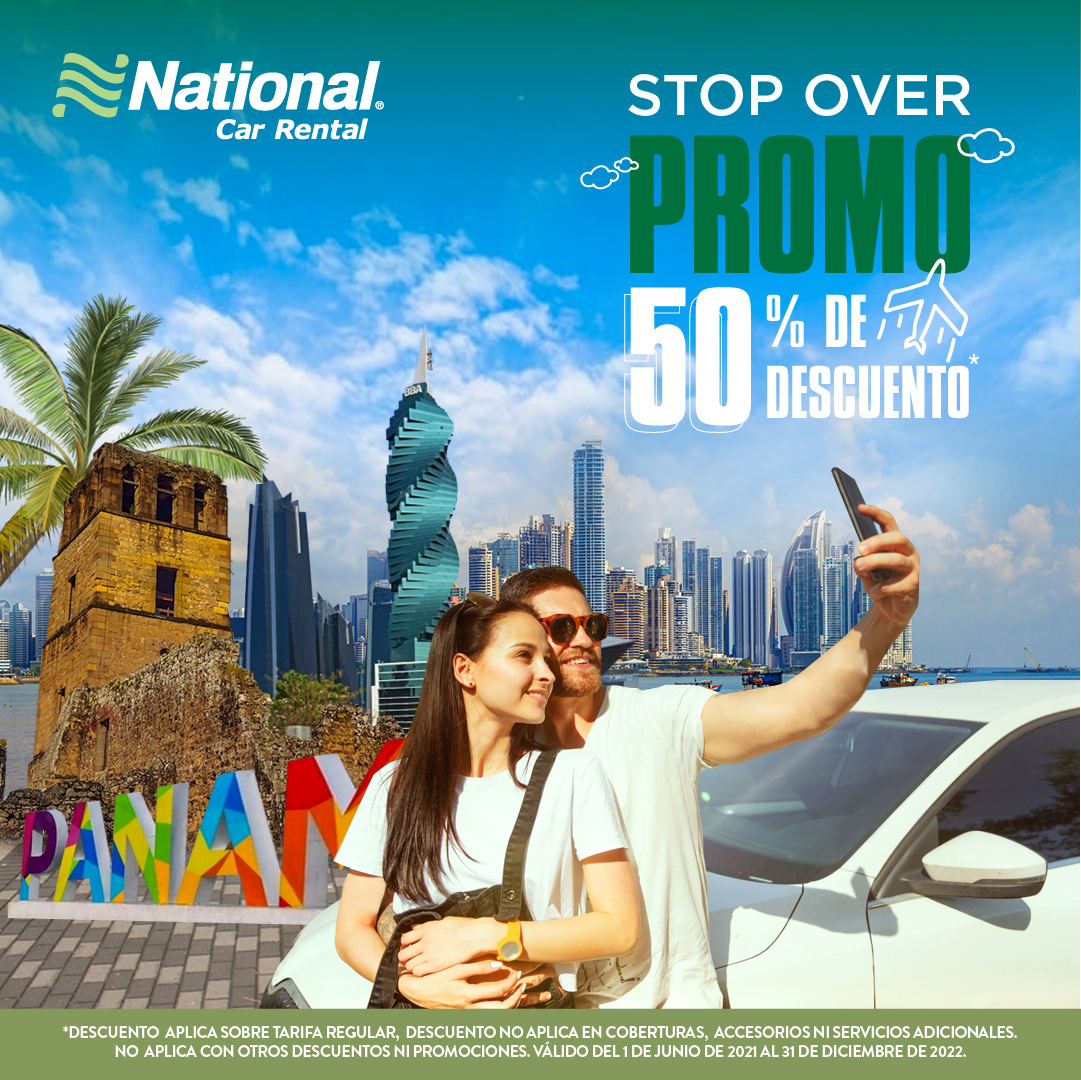 National®
Car Rental
STOP OVER
PROMO
50% DE
DESCUENTO*
BBA
PANAM
*DESCUENTO APLICA SOBRE TARIFA REGULAR, DESCUENTO NO APLICA EN COBERTURAS, ACCESORIOS NI SERVICIOS ADICIONALES.
NO APLICA CON OTROS DESCUENTOS NI PROMOCIONES. VÁLIDO DEL 1 DE JUNIO DE 2021 AL 31 DE DICIEMBRE DE 2022.